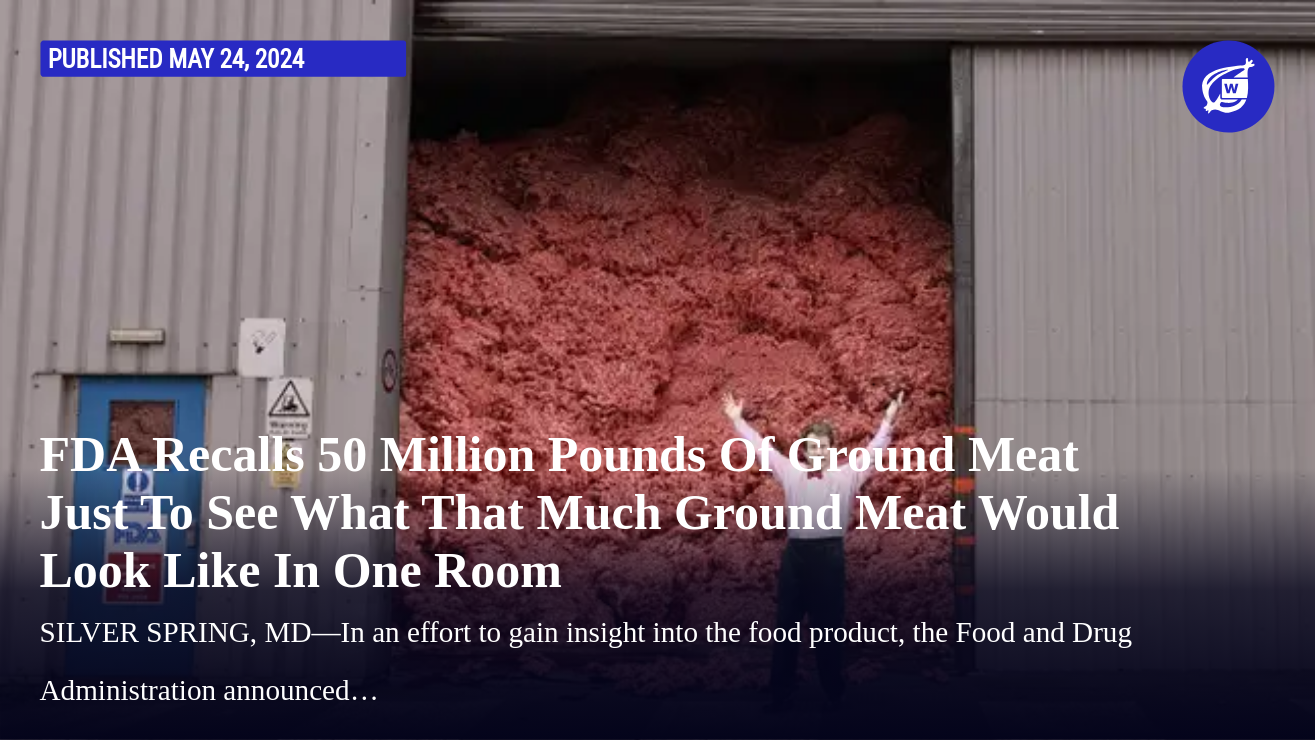 PUBLISHED MAY 24, 2024
W
Warning
FDA Recalls 50 Million Pounds Of Ground Meat
Just To See What That Much Ground Meat Would
Look Like In One Room
SILVER SPRING, MD—In an effort to gain insight into the food product, the Food and Drug
Administration announced…